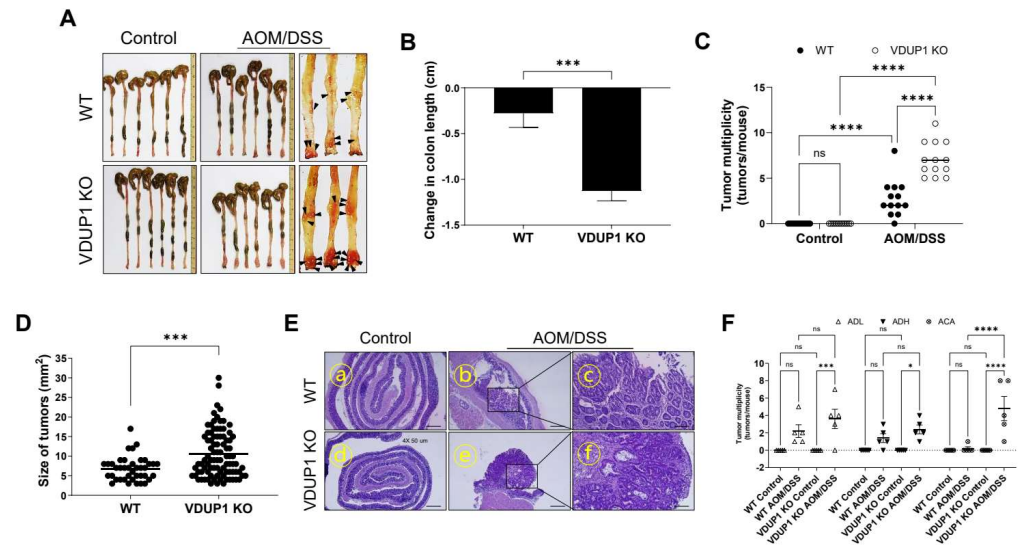 A
Control
AOM/DSS
WT
VDUP1 KO
B
***
Change in colon length (cm)
0.0
-0.5
-1.0
-1.5
WT
VDUP1 KO
C
WT
VDUP1 KO
****
****
****
ns
Tumor multiplicity
(tumors/mouse)
15
10
5
0
Control
AOM/DSS
D
***
Size of tumors (mm²)
35
30
25
20
15
10
5
0
WT
VDUP1 KO
E
Control
AOM/DSS
WT
VDUP1 KO
a
b
c
4X 50 um
d
e
f
F
ADL
ADH
ACA
ns
ns
****
ns
ns
ns
ns
***
ns
*
ns
****
Tumor multiplicity
(tumors/mouse)
10
8
6
4
2
0
-2
WT Control
WT AOM/DSS
VDUP1 KO Control
VDUP1 KO AOM/DSS
WT Control
WT AOM/DSS
VDUP1 KO Control
VDUP1 KO AOM/DSS
WT Control
WT AOM/DSS
VDUP1 KO Control
VDUP1 KO AOM/DSS